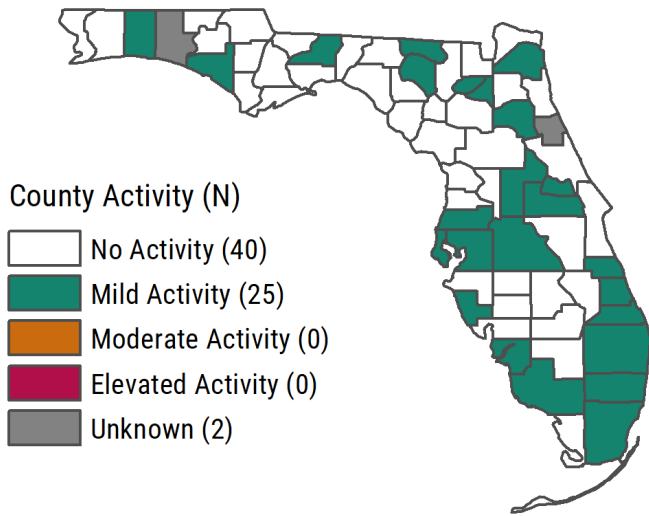 County Activity (N)
No Activity (40)
Mild Activity (25)
Moderate Activity (0)
Elevated Activity (0)
Unknown (2)